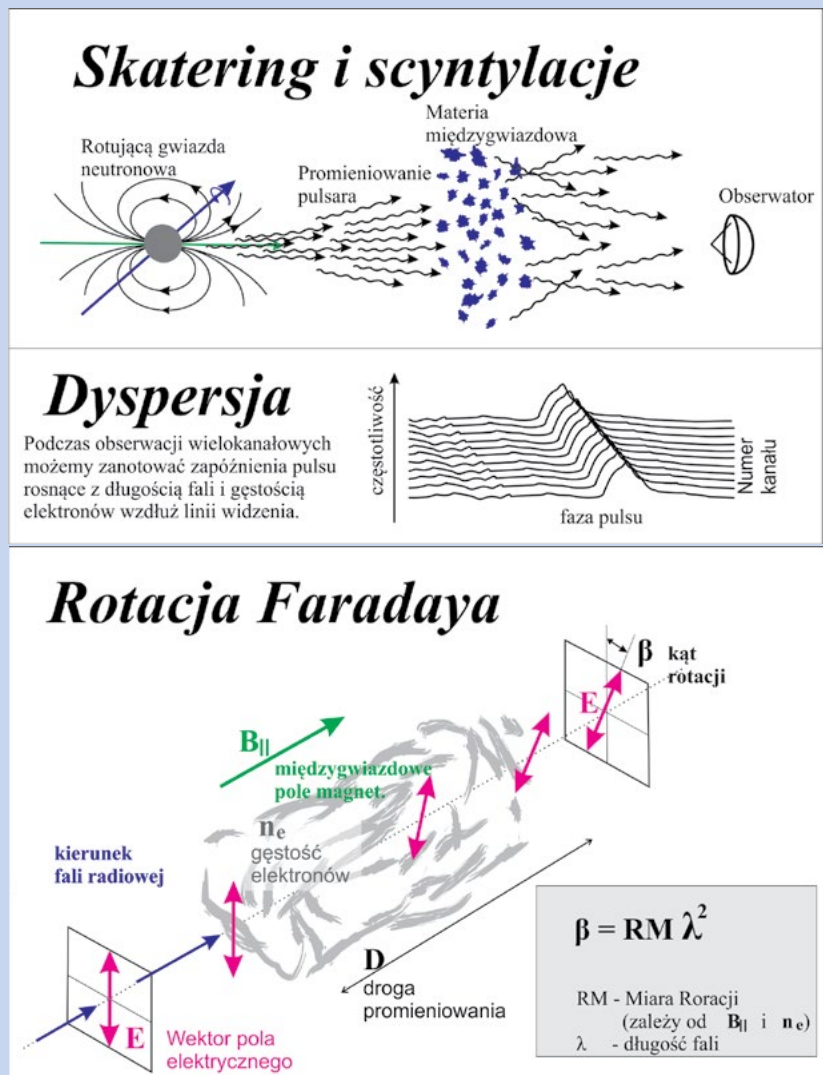 Skatering i scyntylacje
Rotującą gwiazda
neutronowa
Promieniowanie
pulsara
Materia
międzygwiazdowa
Obserwator
Dyspersja
Podczas obserwacji wielokanałowych
możemy zanotować zapóźnienia pulsu
rosnące z długością fali i gęstością
elektronów wzdłuż linii widzenia.
częstotliwość
faza pulsu
Numer
kanału
Rotacja Faradaya
β kąt
rotacji
E
B||
międzygwiazdowe
pole magnet.
nₑ
gęstość
elektronów
kierunek
fali radiowej
D
droga
promieniowania
E
Wektor pola
elektrycznego
β = RM λ²
RM - Miara Roracji
(zależy od B|| i nₑ)
λ - długość fali